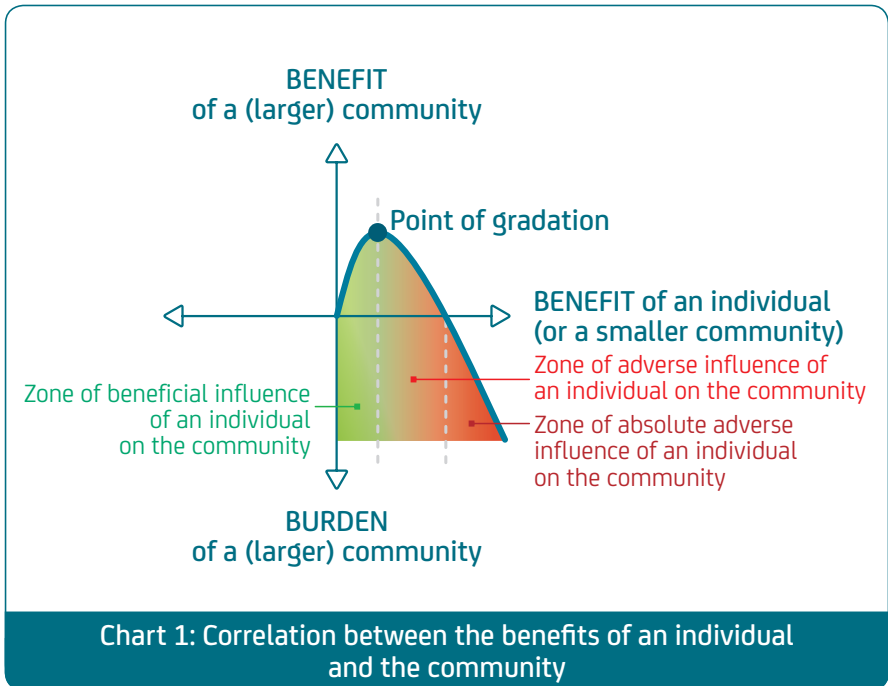 BENEFIT
of a (larger) community
Point of gradation
BENEFIT of an individual
(or a smaller community)
Zone of adverse influence of
an individual on the community
Zone of beneficial influence
of an individual
on the community
Zone of absolute adverse
influence of an individual
on the community
BURDEN
of a (larger) community
Chart 1: Correlation between the benefits of an individual
and the community